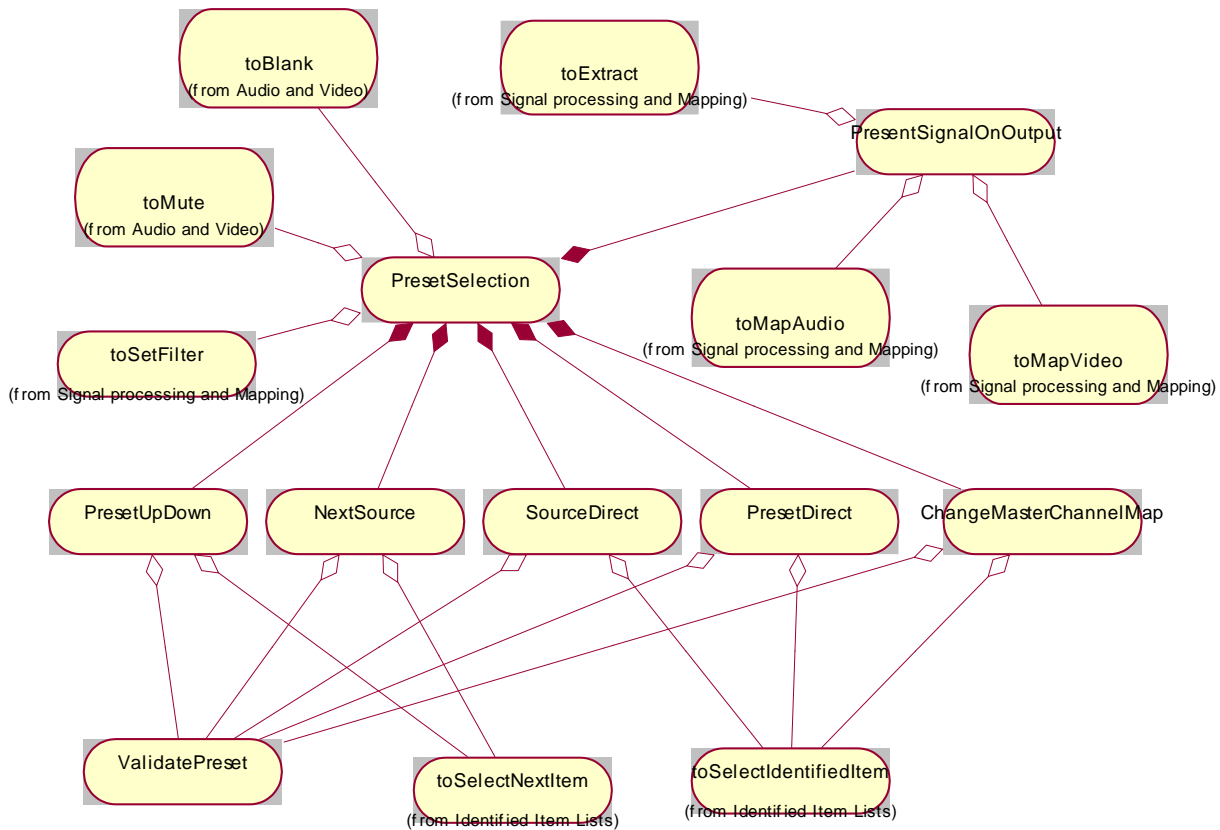 toBlank
(from Audio and Video)
toExtract
(from Signal processing and Mapping)
PresentSignalOnOutput
toMute
(from Audio and Video)
PresetSelection
toMapAudio
(from Signal processing and Mapping)
toSetFilter
(from Signal processing and Mapping)
toMapVideo
(from Signal processing and Mapping)
PresetUpDown
NextSource
SourceDirect
PresetDirect
ChangeMasterChannelMap
ValidatePreset
toSelectNextItem
(from Identified Item Lists)
toSelectIdentifiedItem
(from Identified Item Lists)